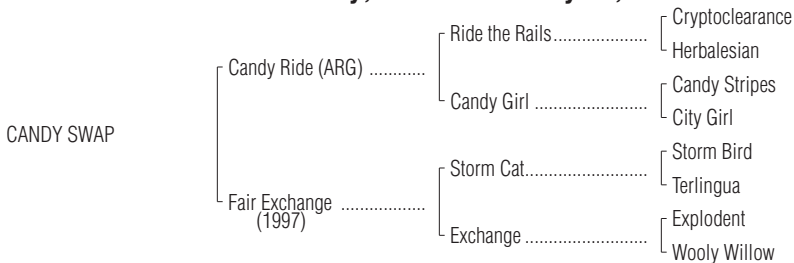 Cryptoclearance
Ride the Rails
Herbalesian
Candy Ride (ARG)
Candy Stripes
Candy Girl
City Girl
CANDY SWAP
Storm Bird
Storm Cat
Terlingua
Fair Exchange
(1997)
Explodent
Exchange
Wooly Willow